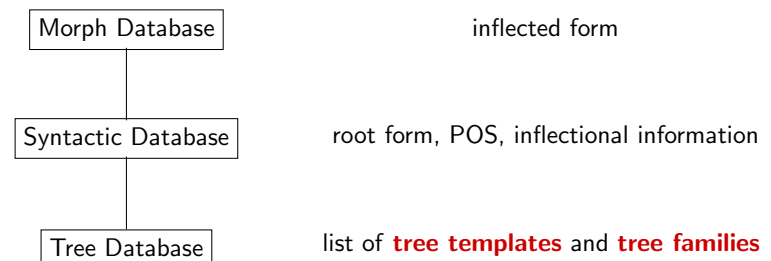 Morph Database inflected form
Syntactic Database root form, POS, inflectional information
Tree Database list of tree templates and tree families